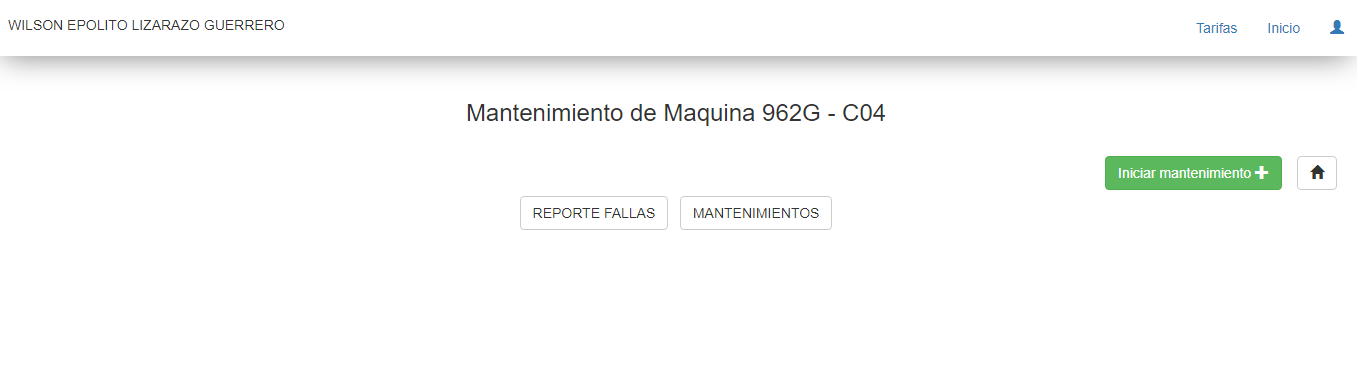 WILSON EPOLITO LIZARAZO GUERRERO
Tarifas Inicio
Mantenimiento de Maquina 962G - C04
Iniciar mantenimiento
REPORTE FALLAS MANTENIMIENTOS